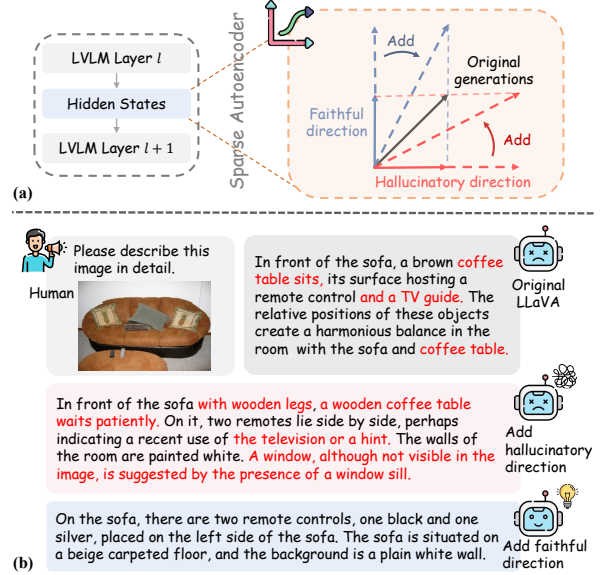 LVLM Layer l
Hidden States
LVLM Layer l + 1
(a)
Sparse Autoencoder
Add
Original
generations
Faithful
direction
Add
Hallucinatory direction
Please describe this
image in detail.
Human
In front of the sofa, a brown coffee
table sits, its surface hosting a
remote control and a TV guide. The
relative positions of these objects
create a harmonious balance in the
room with the sofa and coffee table.
Original
LLaVA
In front of the sofa with wooden legs, a wooden coffee table
waits patiently. On it, two remotes lie side by side, perhaps
indicating a recent use of the television or a hint. The walls of
the room are painted white. A window, although not visible in the
image, is suggested by the presence of a window sill.
Add
hallucinatory
direction
On the sofa, there are two remote controls, one black and one
silver, placed on the left side of the sofa. The sofa is situated on
a beige carpeted floor, and the background is a plain white wall.
Add faithful
direction
(b)